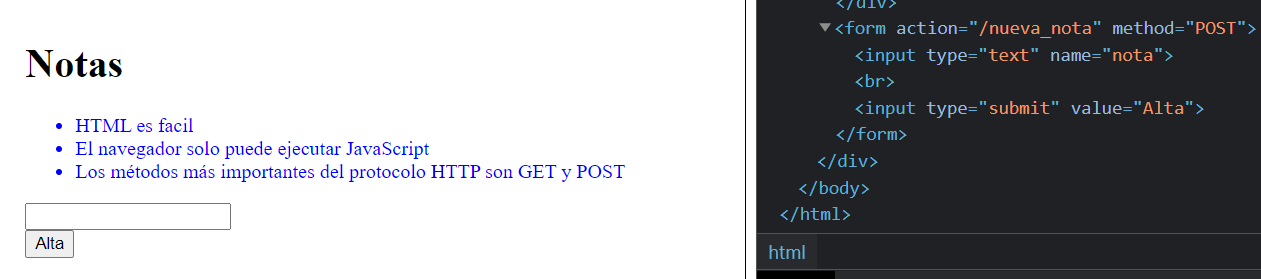 Notas
HTML es facil
El navegador solo puede ejecutar JavaScript
Los métodos más importantes del protocolo HTTP son GET y POST
Alta
</div>
<form action="/nueva_nota" method="POST">
<input type="text" name="nota">
<br>
<input type="submit" value="Alta">
</form>
</div>
</body>
</html>
html